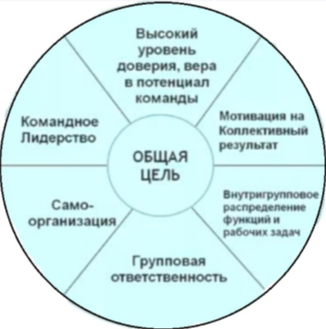 Высокий
уровень
доверия, вера
в потенциал
команды
Мотивация на
Коллективный
результат
Внутригрупповое
распределение
функций и
рабочих задач
Групповая
ответственность
Само-
организация
Командное
Лидерство
ОБЩАЯ
ЦЕЛЬ